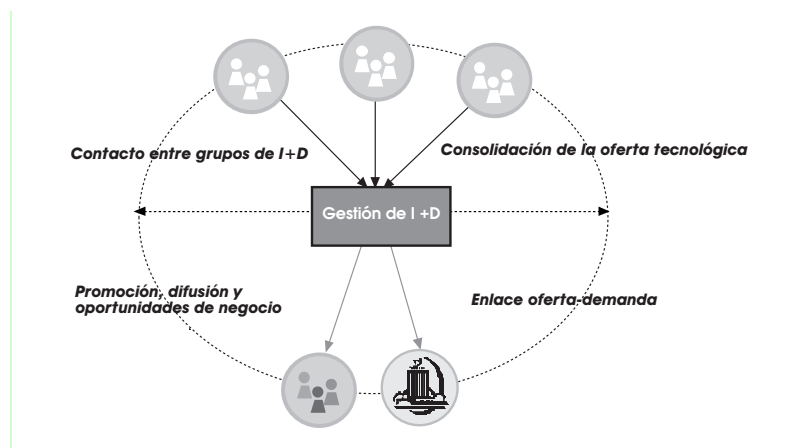 Contacto entre grupos de I+D
Consolidación de la oferta tecnológica
Gestión de I +D
Promoción, difusión y
oportunidades de negocio
Enlace oferta-demanda